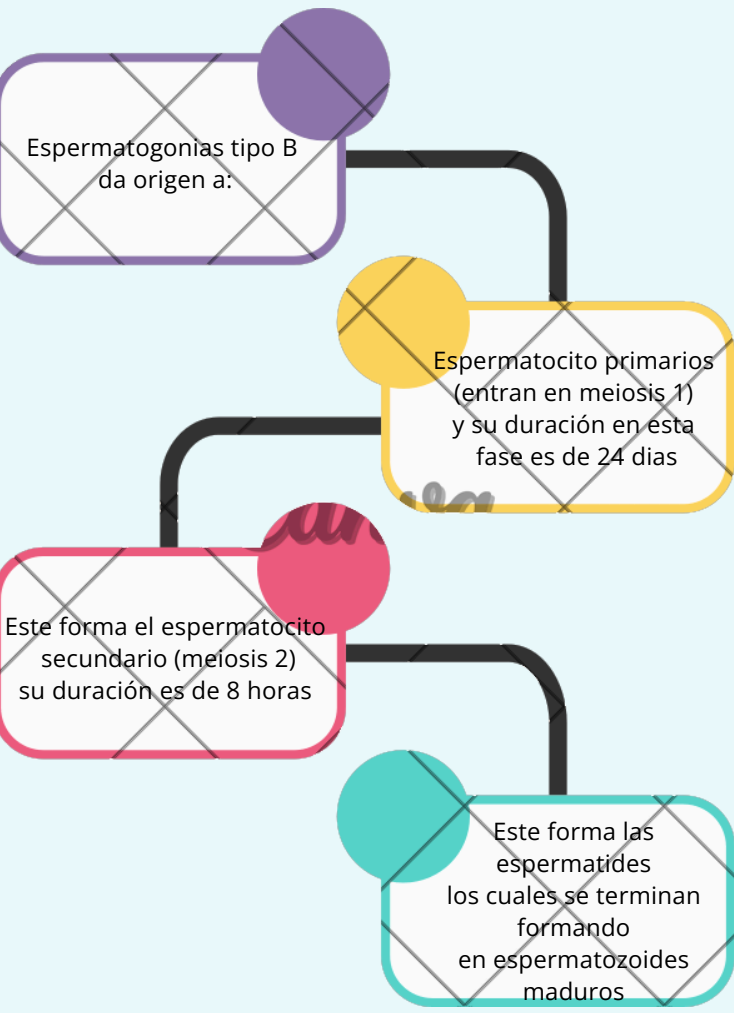 Espermatogonias tipo B
da origen a:
Espermatocito primarios
(entran en meiosis 1)
y su duración en esta
fase es de 24 dias
Este forma el espermatocito
secundario (meiosis 2)
su duración es de 8 horas
Este forma las
espermatides
los cuales se terminan
formando
en espermatozoides
maduros